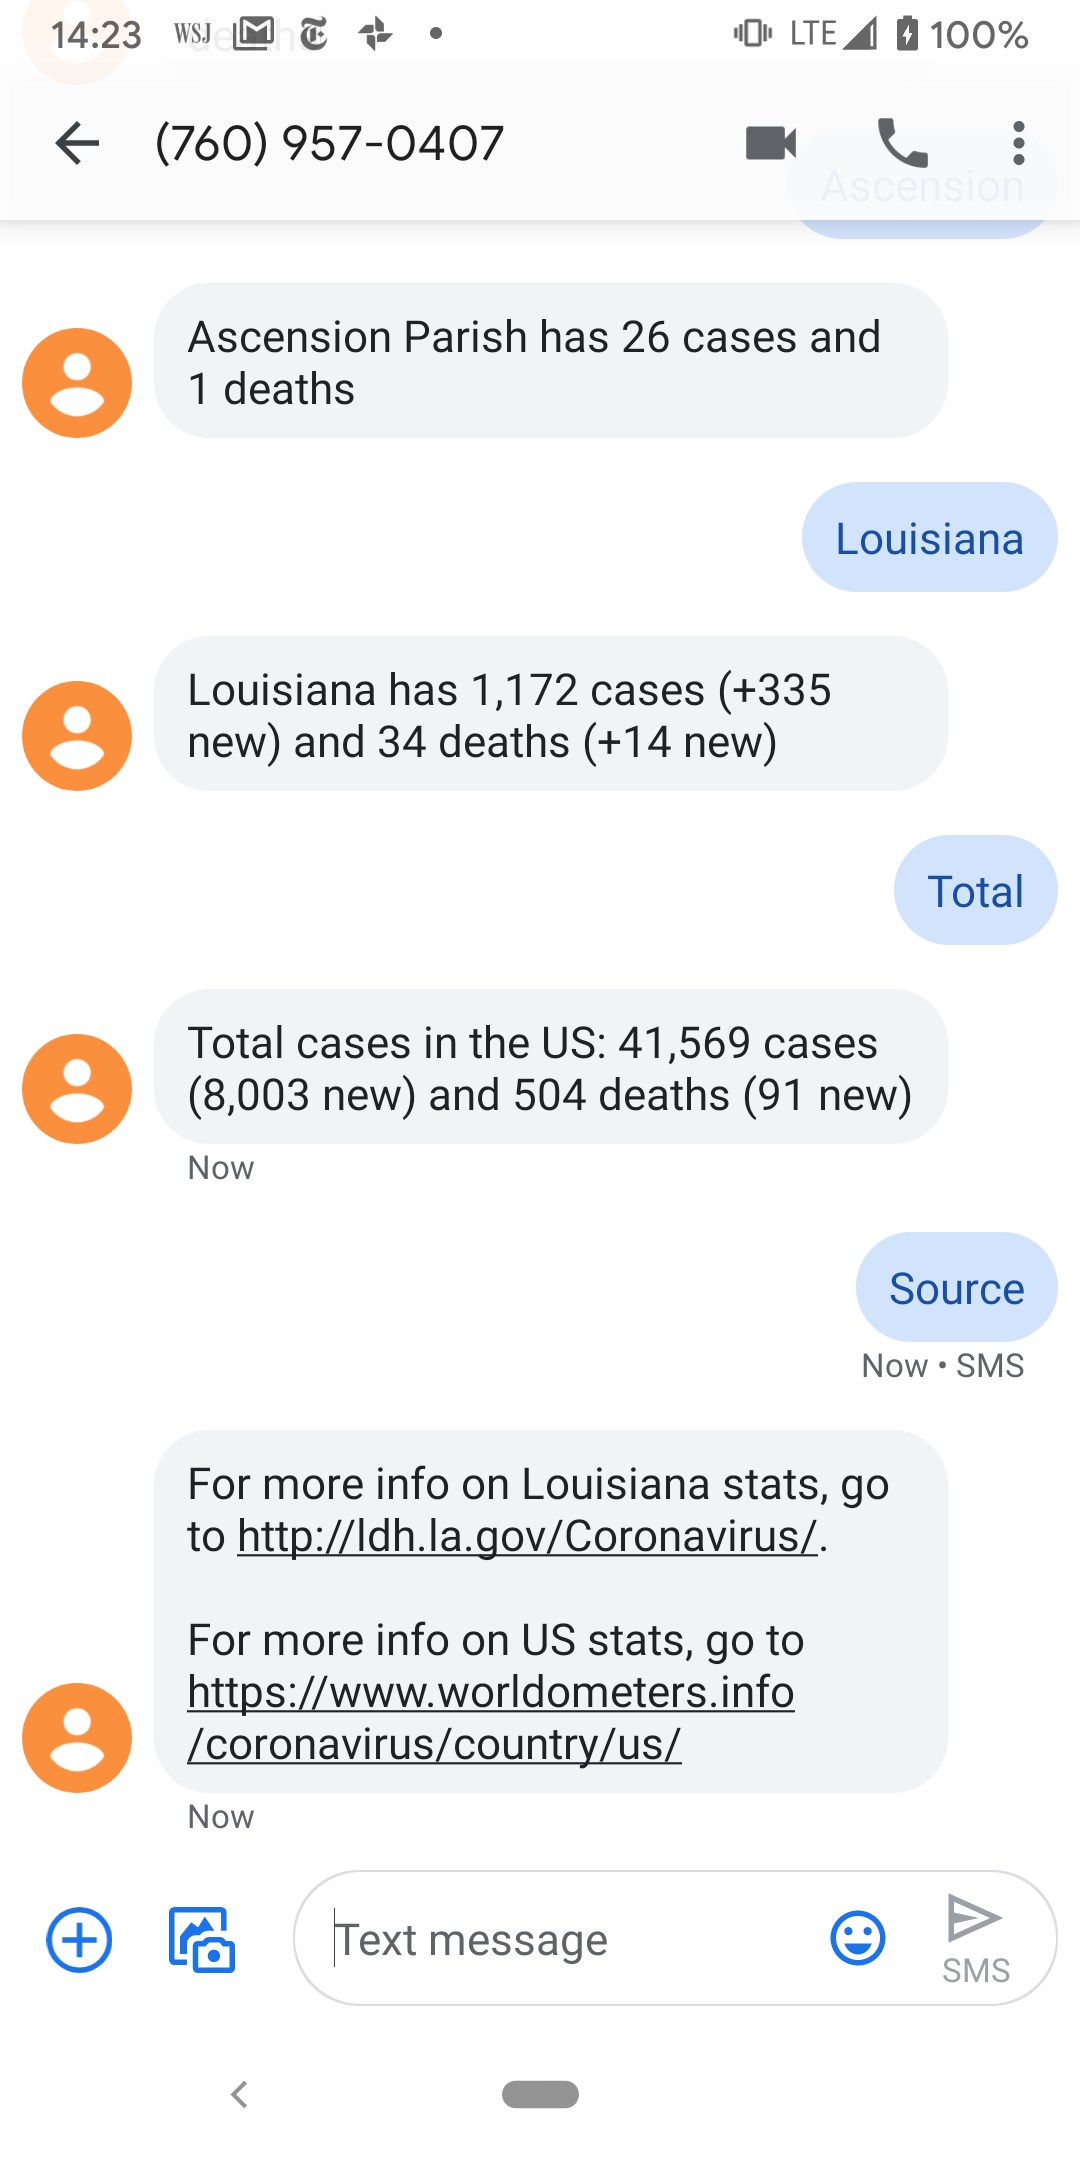 14:23 WSJ LTE 100%
deaths
(760) 957-0407
Ascension
Ascension Parish has 26 cases and
1 deaths
Louisiana
Louisiana has 1,172 cases (+335
new) and 34 deaths (+14 new)
Total
Total cases in the US: 41,569 cases
(8,003 new) and 504 deaths (91 new)
Now
Source
Now • SMS
For more info on Louisiana stats, go
to http://ldh.la.gov/Coronavirus/.
For more info on US stats, go to
https://www.worldometers.info
/coronavirus/country/us/
Now
Text message
SMS